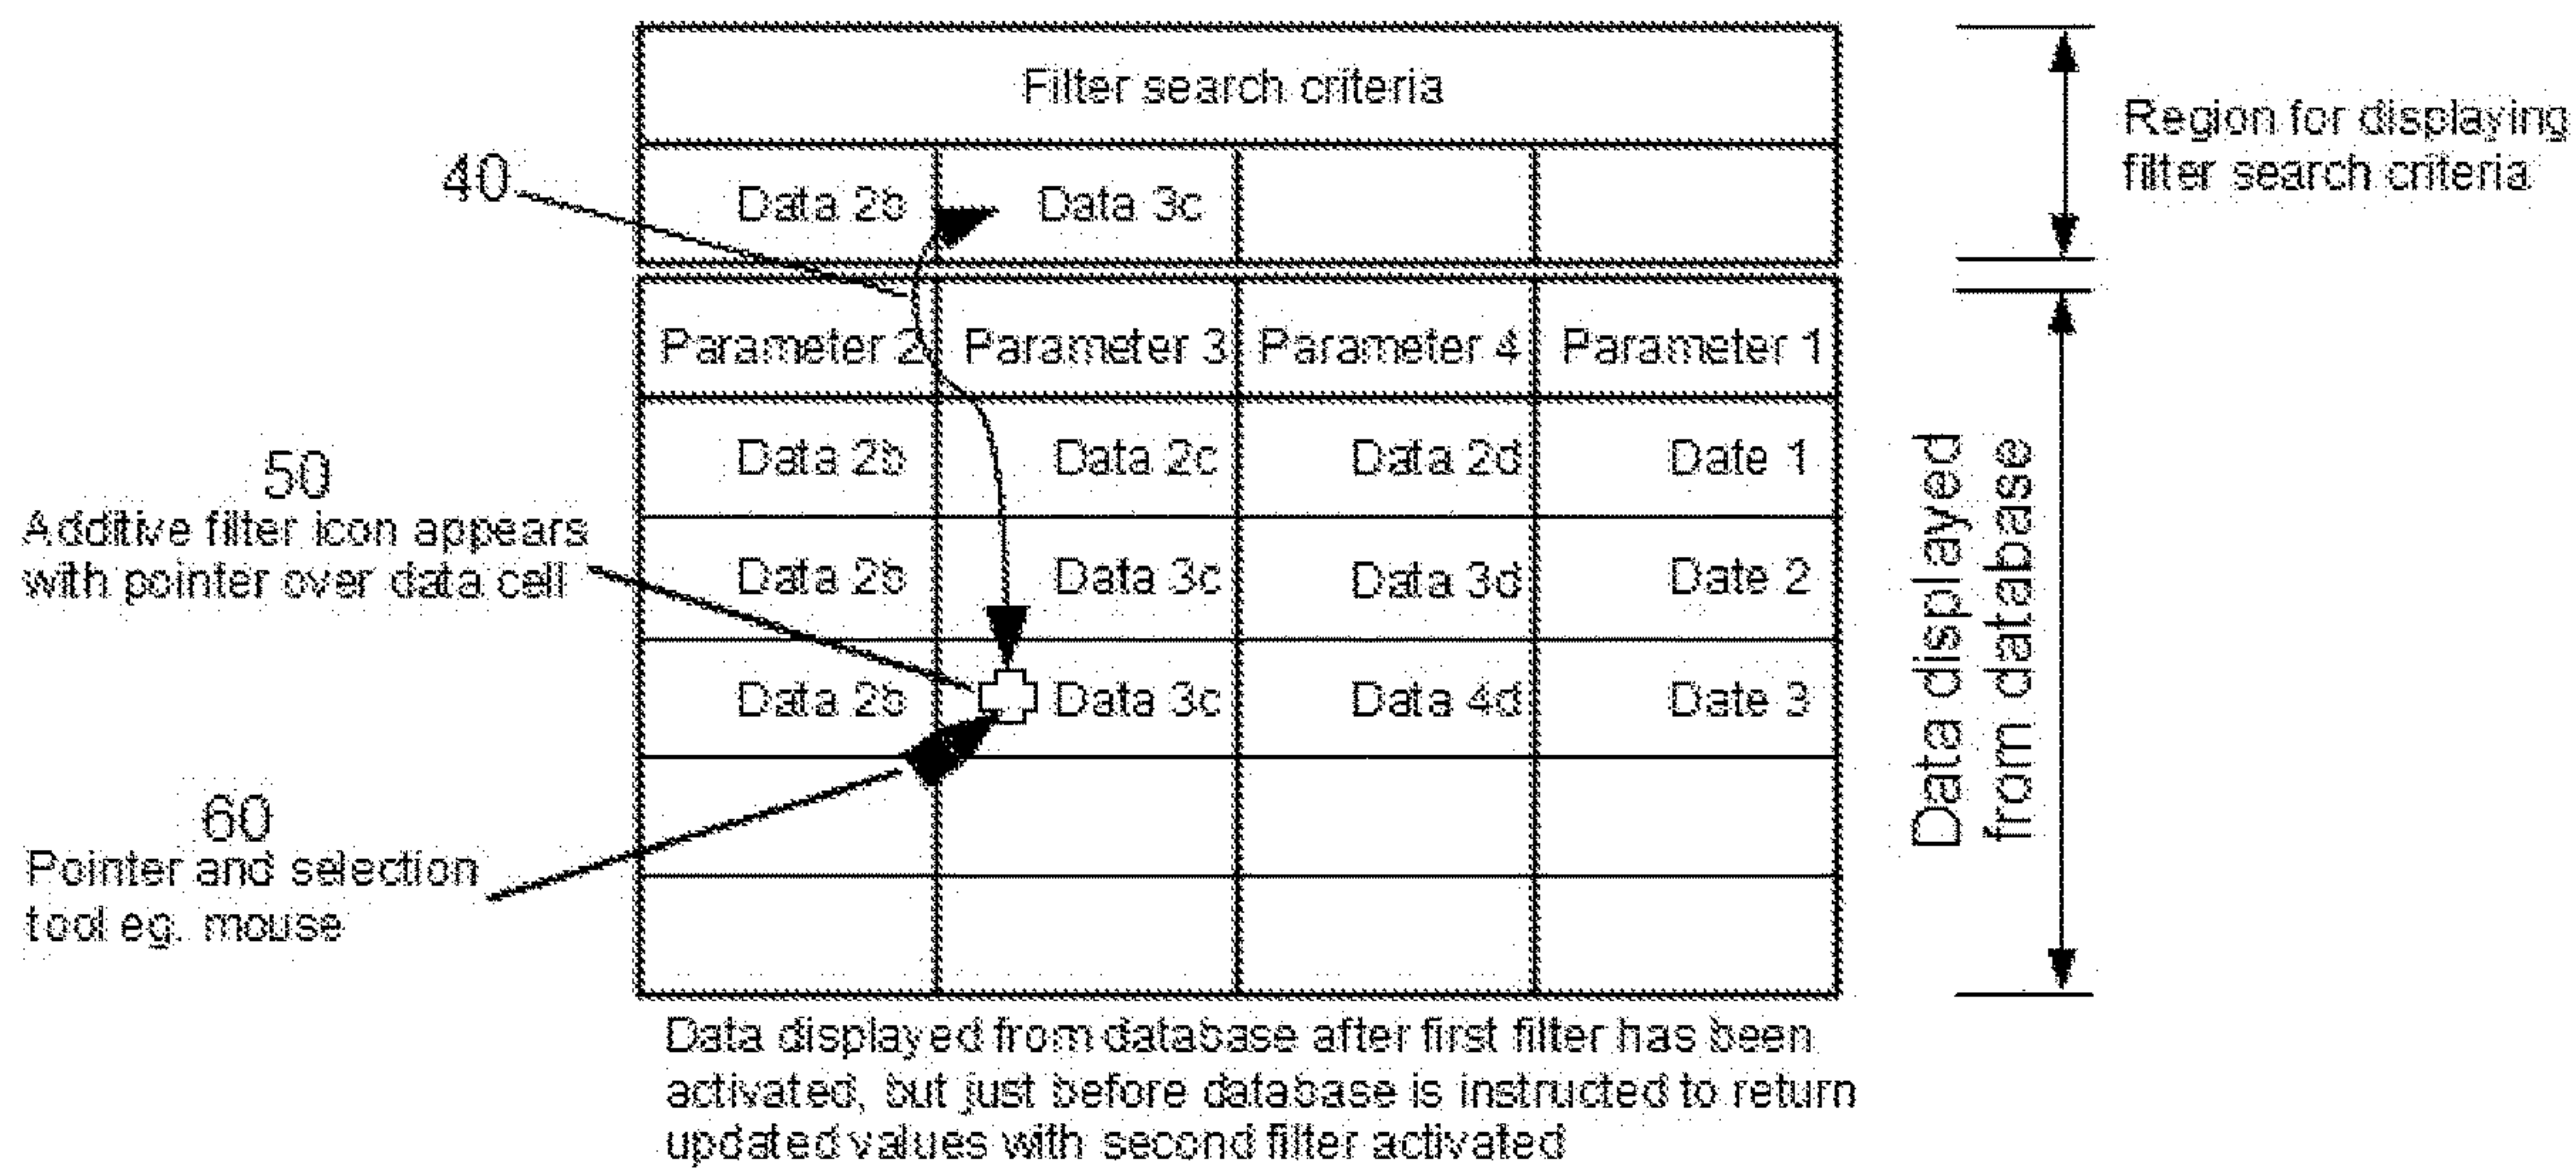 Filter search criteria
Region for displaying
filter search criteria
40
Data 2b
Data 3c
Parameter 2
Parameter 3
Parameter 4
Parameter 1
Data 2b
Data 2c
Data 2d
Date 1
50
Additive filter icon appears
with pointer over data cell
Data 2b
Data 3c
Data 3d
Date 2
Data 2b
Data 3c
Data 4d
Date 3
Data displayed
from database
60
Pointer and selection
tool eg. mouse
Data displayed from database after first filter has been
activated, but just before database is instructed to return
updated values with second filter activated